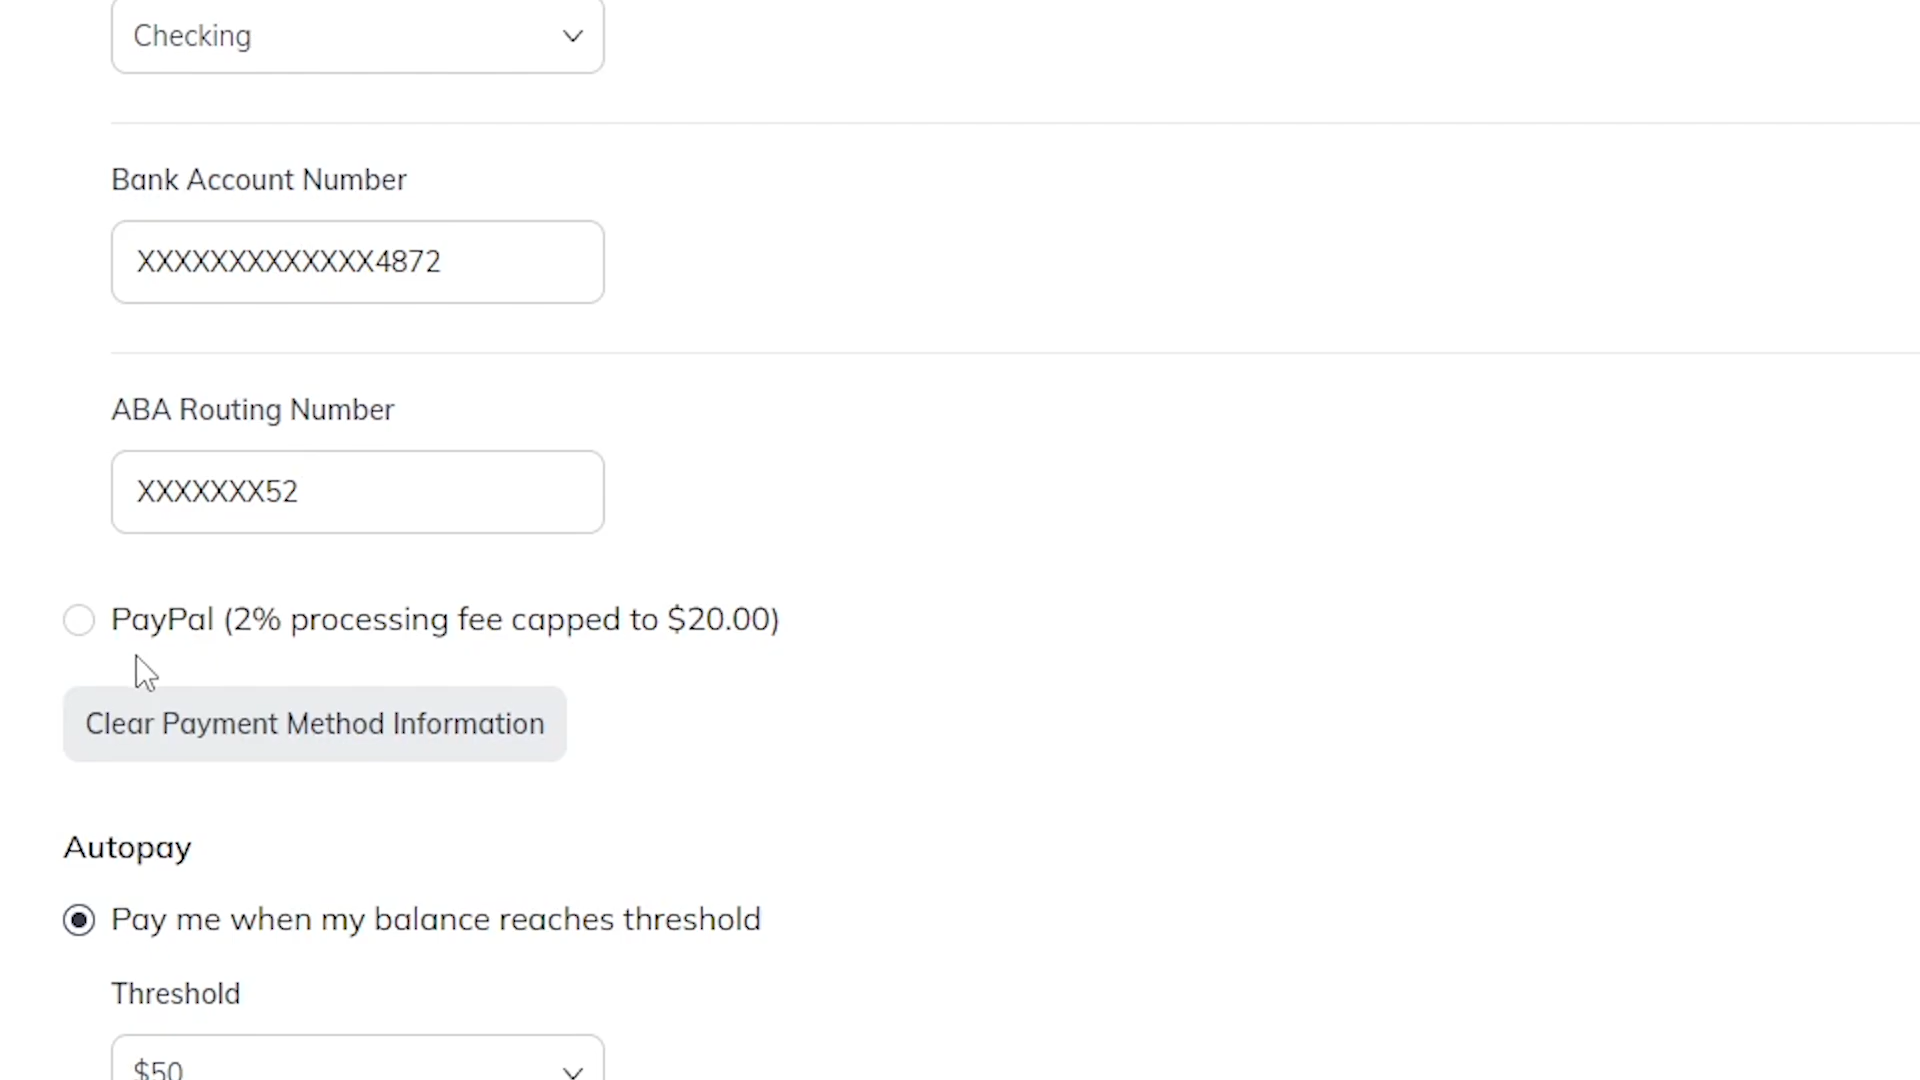 Checking
Bank Account Number
XXXXXXXXXXXXX4872
ABA Routing Number
XXXXXXX52
PayPal (2% processing fee capped to $20.00)
Clear Payment Method Information
Autopay
Pay me when my balance reaches threshold
Threshold
$50